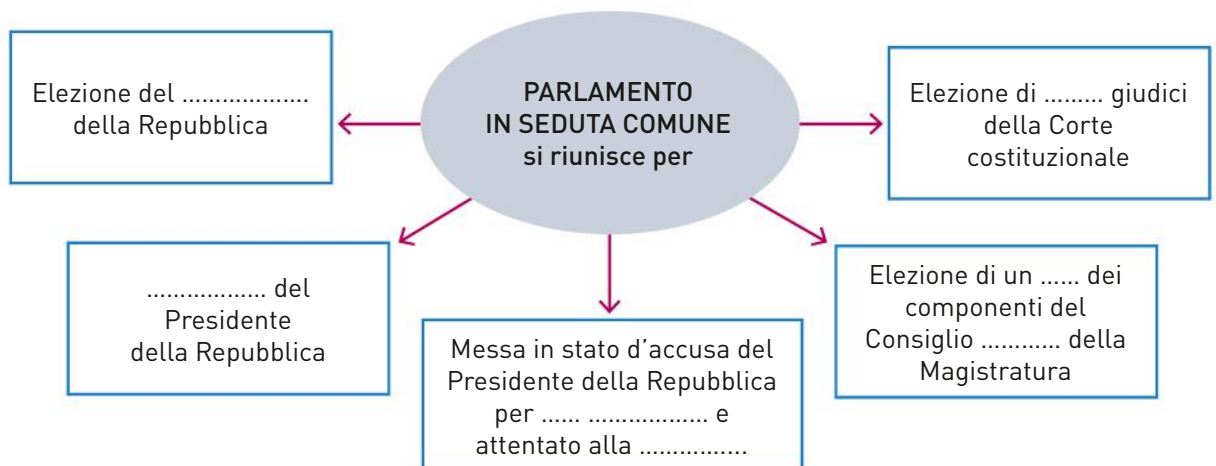 PARLAMENTO
IN SEDUTA COMUNE
si riunisce per
Elezione del ...................
della Repubblica
Elezione di ......... giudici
della Corte
costituzionale
.................. del
Presidente
della Repubblica
Messa in stato d’accusa del
Presidente della Repubblica
per ...... ................... e
attentato alla .................
Elezione di un ...... dei
componenti del
Consiglio ............ della
Magistratura